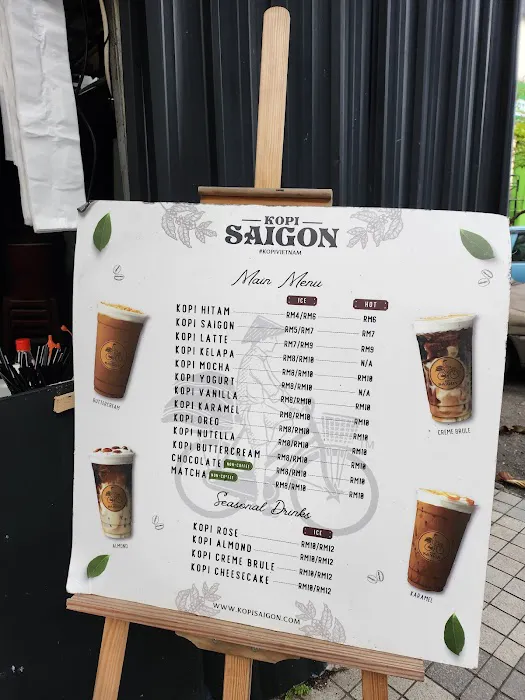 KOPI
SAIGON
#KOPIVIETNAM
Main Menu
ICE HOT
KOPI HITAM RM4/RM6 RM6
KOPI SAIGON RM5/RM7 RM7
KOPI LATTE RM7/RM9 RM9
KOPI KELAPA RM8/RM10 N/A
KOPI MOCHA RM8/RM10 RM10
KOPI YOGURT RM8/RM10 N/A
KOPI VANILLA RM8/RM10 RM10
KOPI KARAMEL RM8/RM10 RM10
KOPI OREO RM8/RM10 RM10
KOPI NUTELLA RM8/RM10 RM10
KOPI BUTTERCREAM RM8/RM10 RM10
CHOCOLATE NON-COFFEE RM8/RM10 RM10
MATCHA NON-COFFEE RM8/RM10 RM10
BUTTERCREAM
CREME BRULE
Seasonal Drinks
ICE
KOPI ROSE RM10/RM12
KOPI ALMOND RM10/RM12
KOPI CREME BRULE RM10/RM12
KOPI CHEESECAKE RM10/RM12
ALMOND
KARAMEL
WWW.KOPISAIGON.COM